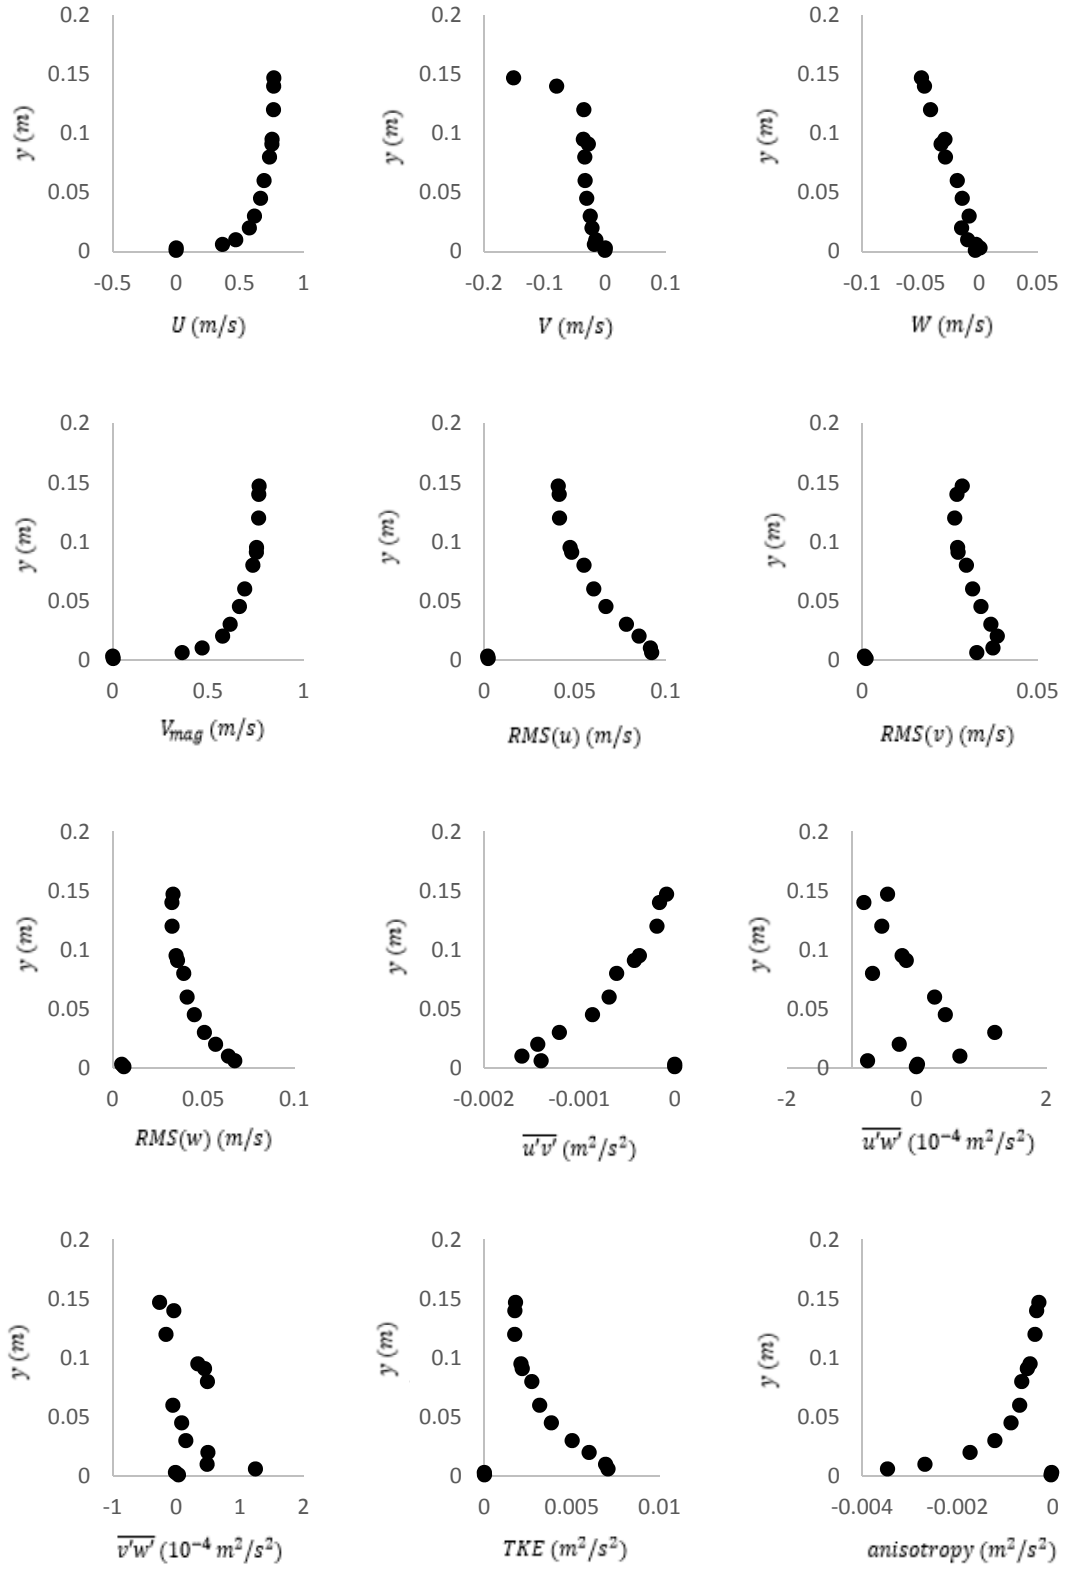 0.2 0.2 0.2
0.15 0.15 0.15
y (m) y (m) y (m)
0.1 0.1 0.1
0.05 0.05 0.05
0 0 0
-0.5 0 0.5 1 -0.2 -0.1 0 0.1 -0.1 -0.05 0 0.05
U (m/s) V (m/s) W (m/s)
0.2 0.2 0.2
0.15 0.15 0.15
y (m) y (m) y (m)
0.1 0.1 0.1
0.05 0.05 0.05
0 0 0
0 0.5 1 0 0.05 0.1 0 0.05
V_mag (m/s) RMS(u) (m/s) RMS(v) (m/s)
0.2 0.2 0.2
0.15 0.15 0.15
y (m) y (m) y (m)
0.1 0.1 0.1
0.05 0.05 0.05
0 0 0
0 0.05 0.1 -0.002 -0.001 0 -2 0 2
RMS(w) (m/s) u'v' (m²/s²) u'w' (10⁻⁴ m²/s²)
0.2 0.2 0.2
0.15 0.15 0.15
y (m) y (m) y (m)
0.1 0.1 0.1
0.05 0.05 0.05
0 0 0
-1 0 1 2 0 0.005 0.01 -0.004 -0.002 0
v'w' (10⁻⁴ m²/s²) TKE (m²/s²) anisotropy (m²/s²)